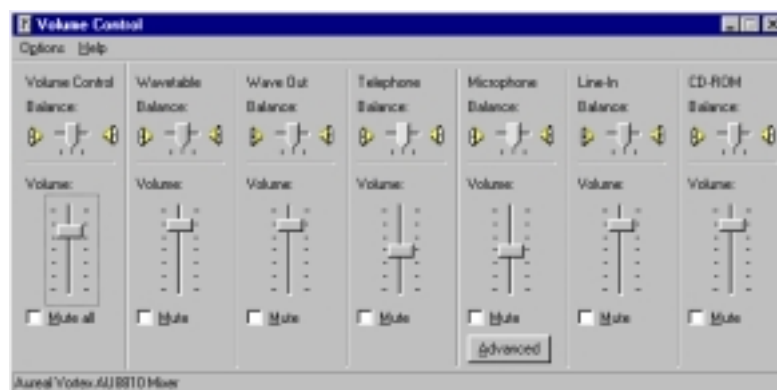 Volume Control
Options Help
Volume Control Wavetable Wave Out Telephone Microphone Line-In CD-ROM
Balance: Balance: Balance: Balance: Balance: Balance: Balance:
Volume: Volume: Volume: Volume: Volume: Volume: Volume:
Mute all Mute Mute Mute Mute Mute Mute
Advanced
Aureal Vortex AU8810 Mixer